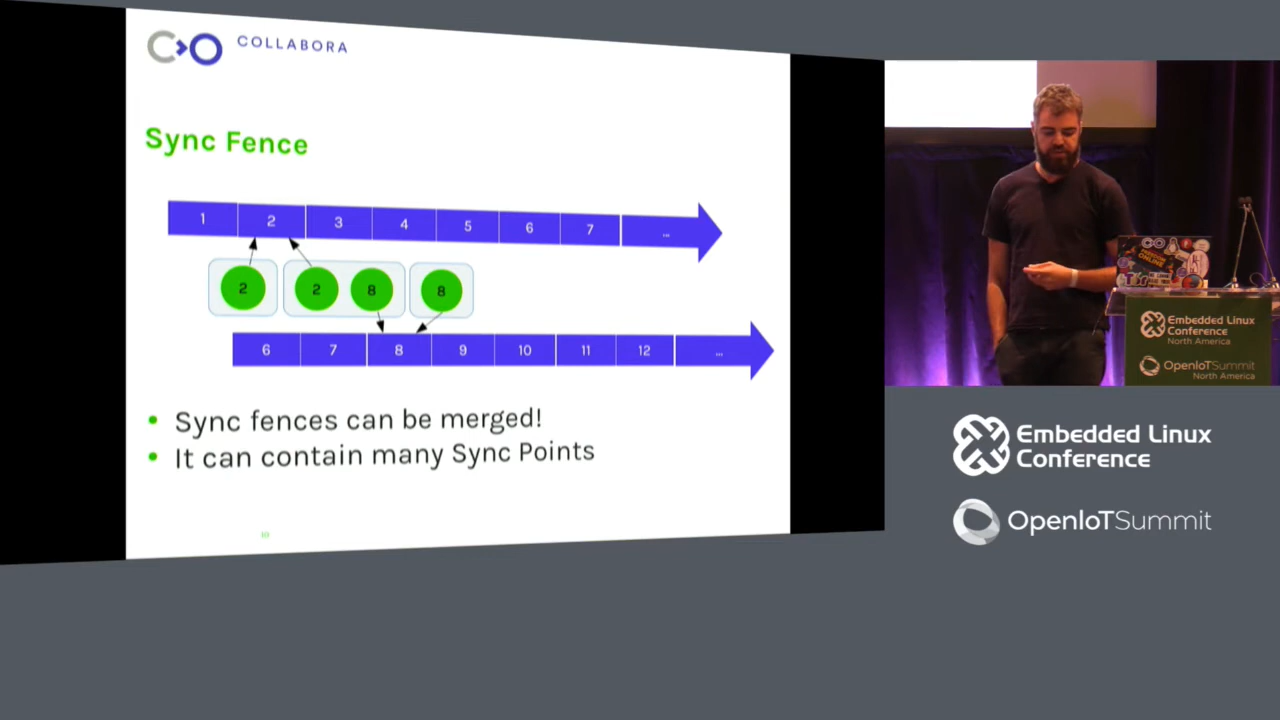 COLLABORA
Sync Fence
1 2 3 4 5 6 7 ...
2 2 8 8
6 7 8 9 10 11 12 ...
• Sync fences can be merged!
• It can contain many Sync Points
Embedded Linux
Conference
North America
OpenIoTSummit
North America
Embedded Linux
Conference
OpenIoTSummit